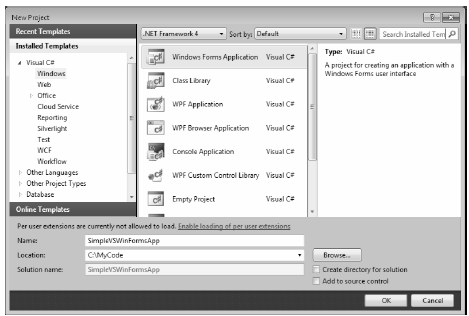 New Project
Recent Templates
.NET Framework 4
Sort by: Default
Search Installed Tem
Installed Templates
Visual C#
Windows
Web
Office
Cloud Service
Reporting
Silverlight
Test
WCF
Workflow
Other Languages
Other Project Types
Database
Online Templates
Windows Forms Application Visual C#
Class Library Visual C#
WPF Application Visual C#
WPF Browser Application Visual C#
Console Application Visual C#
WPF Custom Control Library Visual C#
Empty Project Visual C#
Type: Visual C#
A project for creating an application with a
Windows Forms user interface
Per user extensions are currently not allowed to load. Enable loading of per user extensions
Name: SimpleVSWinFormsApp
Location: C:\MyCode
Browse...
Solution name: SimpleVSWinFormsApp
Create directory for solution
Add to source control
OK
Cancel